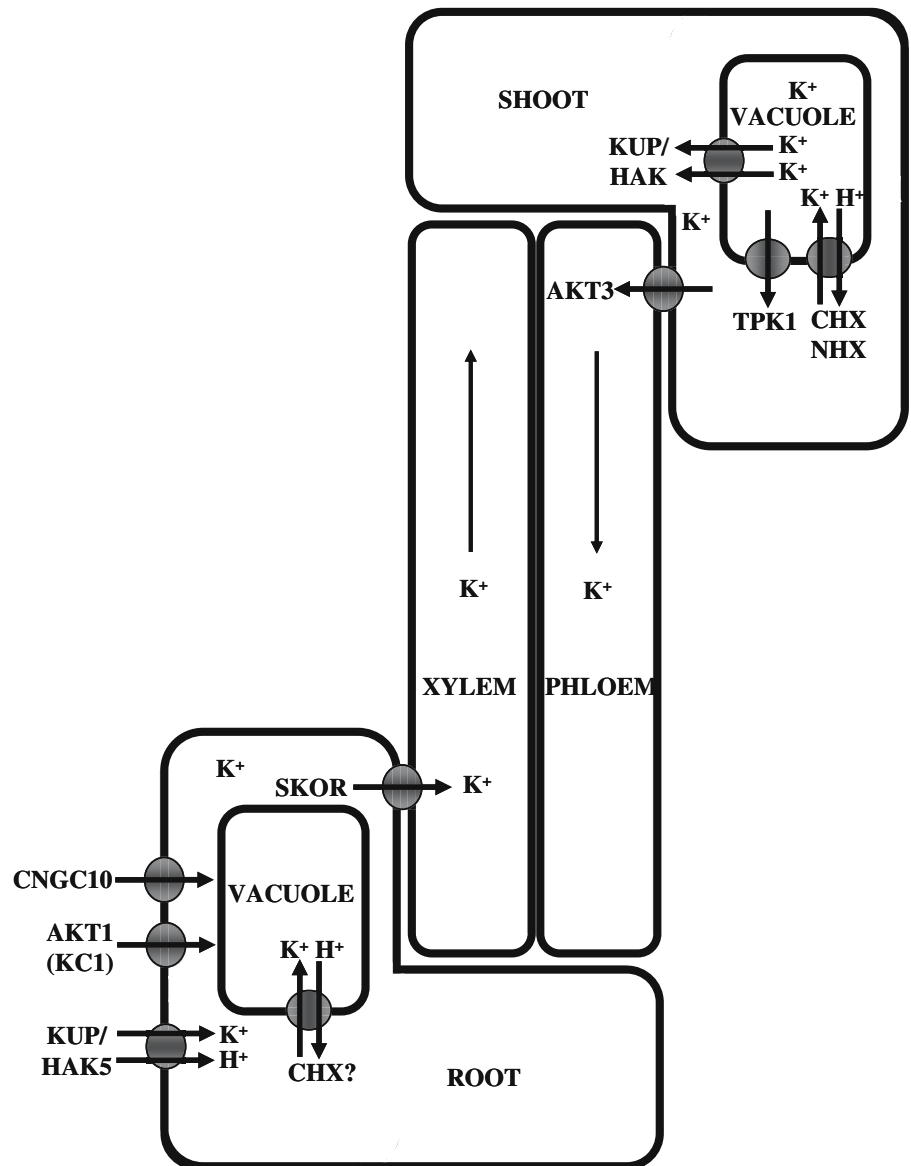 SHOOT
K⁺
VACUOLE
KUP/
HAK
K⁺
K⁺
K⁺ H⁺
K⁺
AKT3
TPK1
CHX
NHX
K⁺
K⁺
XYLEM
PHLOEM
K⁺
SKOR
K⁺
CNGC10
VACUOLE
AKT1
(KC1)
K⁺ H⁺
KUP/
HAK5
K⁺
H⁺
CHX?
ROOT